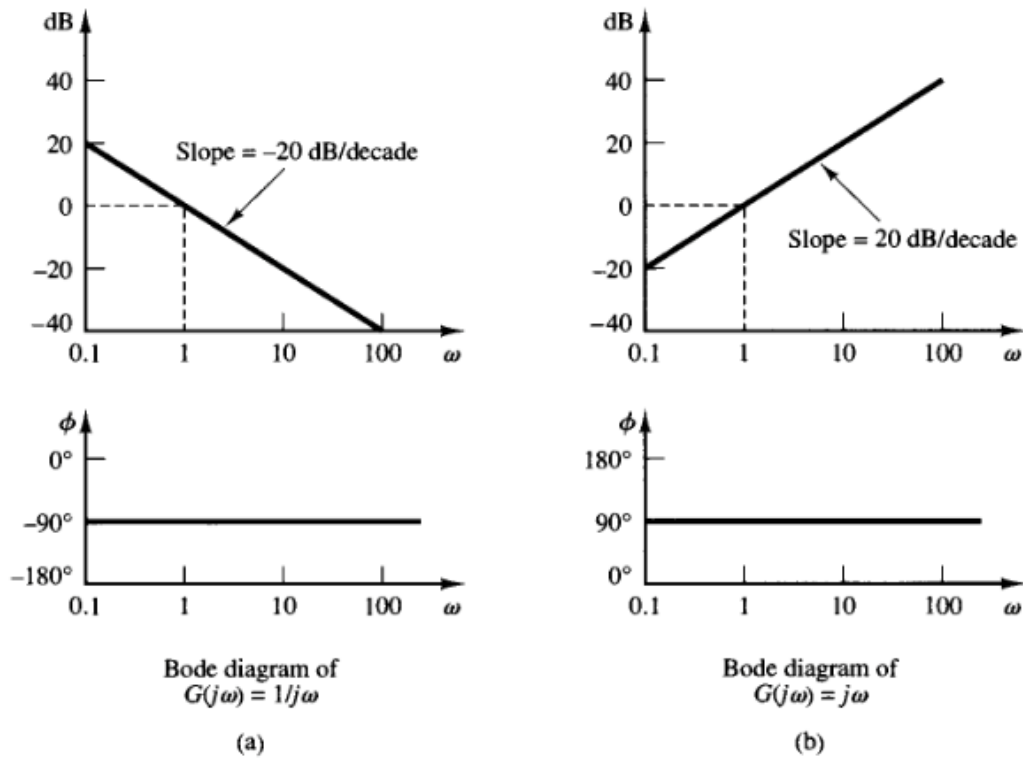 dB
40
20
0
−20
−40
Slope = −20 dB/decade
0.1 1 10 100 ω
ϕ
0°
−90°
−180°
0.1 1 10 100 ω
Bode diagram of
G(jω) = 1/jω
(a)
dB
40
20
0
−20
−40
Slope = 20 dB/decade
0.1 1 10 100 ω
ϕ
180°
90°
0°
0.1 1 10 100 ω
Bode diagram of
G(jω) = jω
(b)